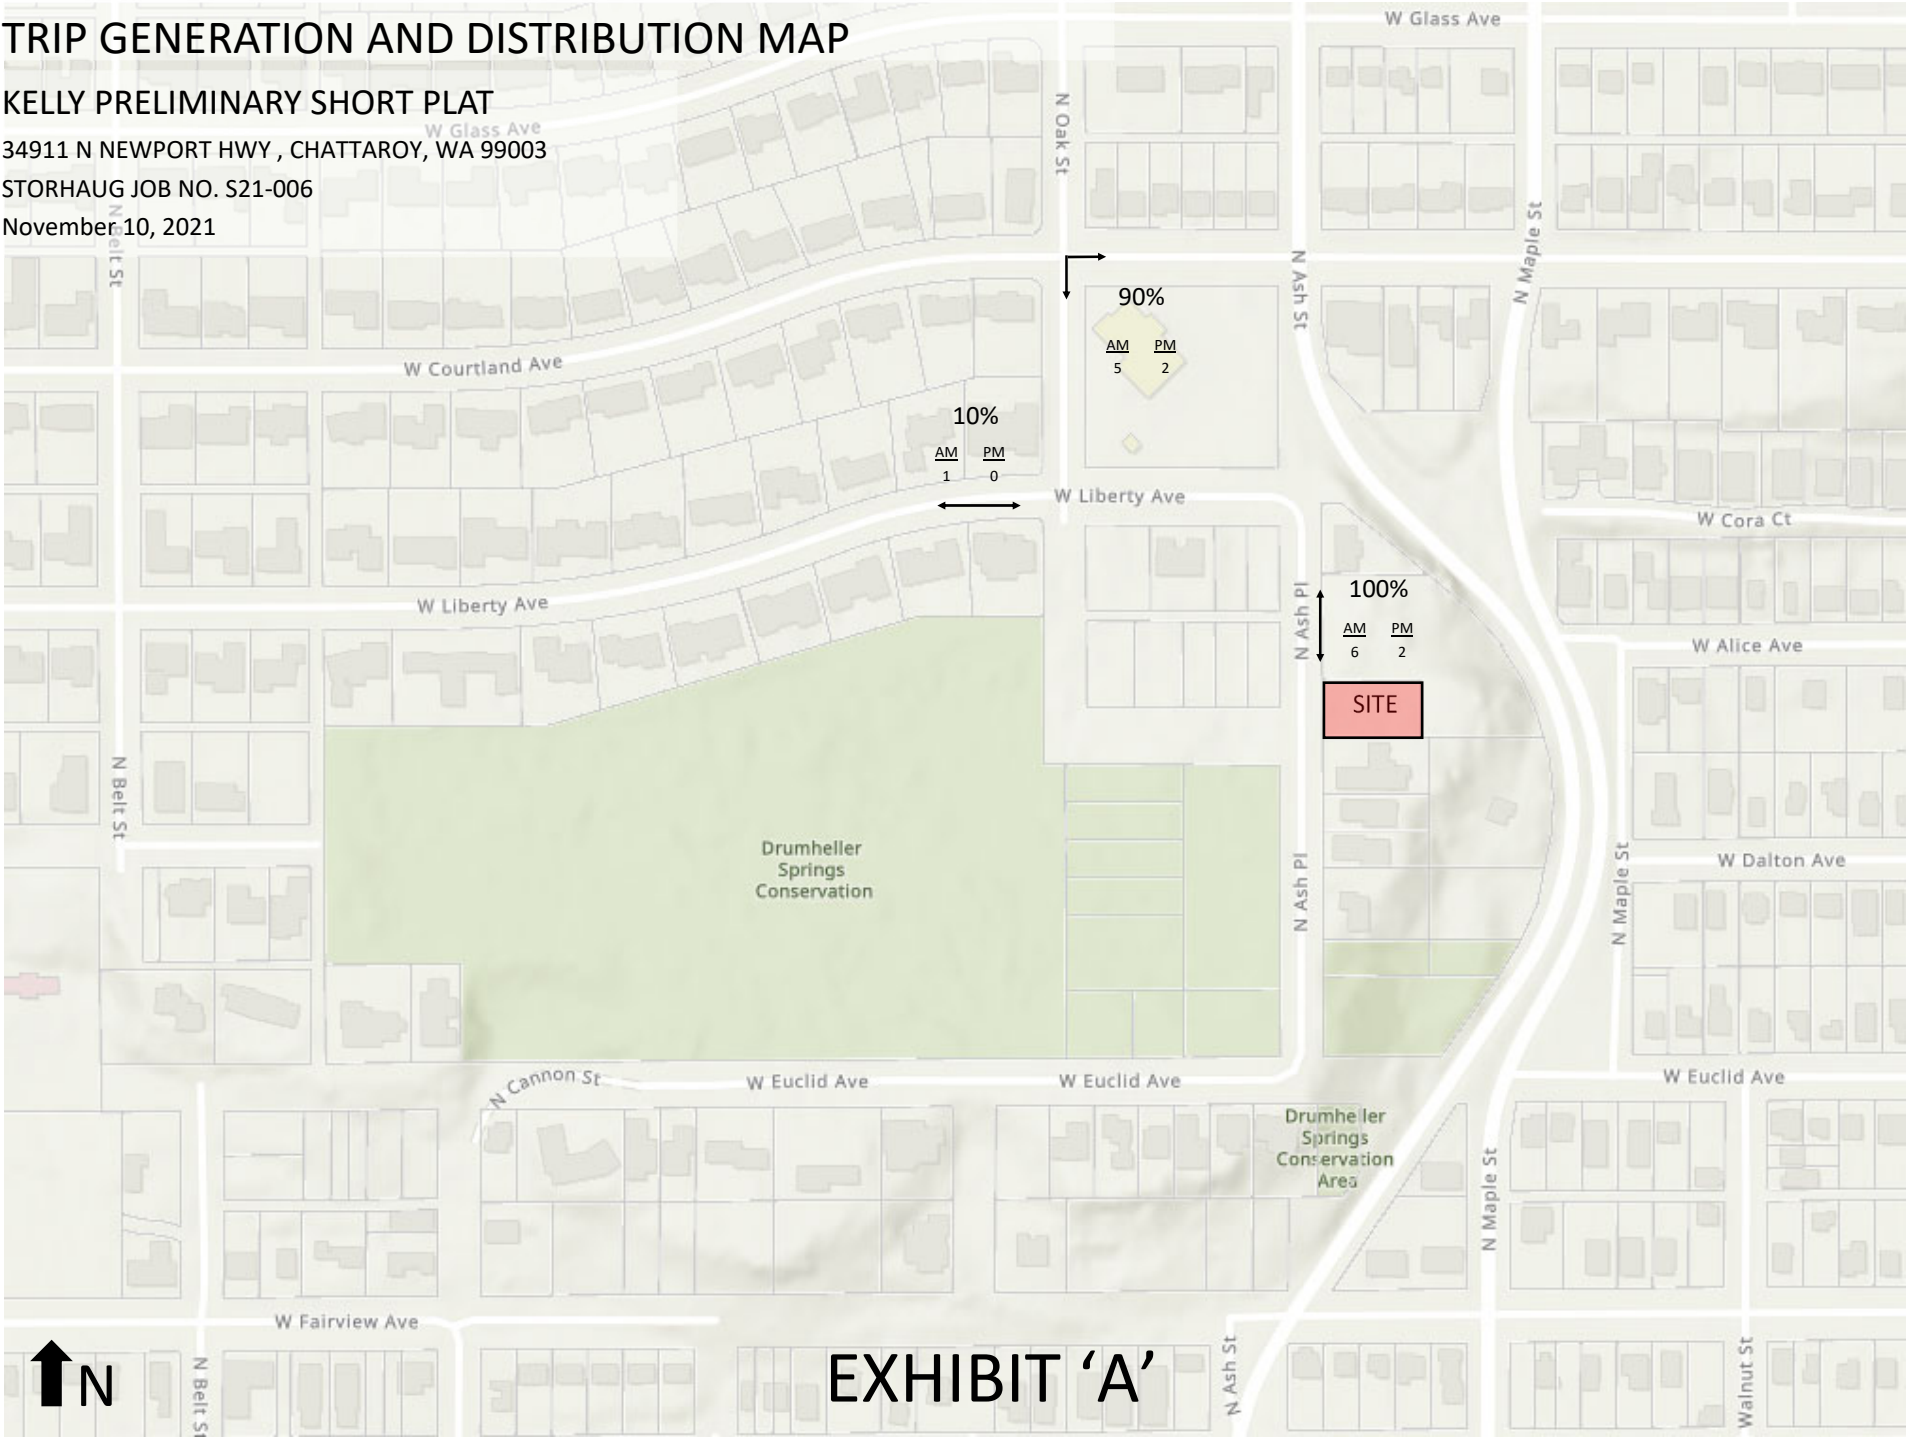 TRIP GENERATION AND DISTRIBUTION MAP
KELLY PRELIMINARY SHORT PLAT
34911 N NEWPORT HWY , CHATTAROY, WA 99003
STORHAUG JOB NO. S21-006
November 10, 2021
W Glass Ave
W Glass Ave
N Oak St
N Belt St
N Ash St
N Maple St
90%
AM PM
5 2
W Courtland Ave
10%
AM PM
1 0
W Liberty Ave
W Cora Ct
W Liberty Ave
N Ash Pl
100%
AM PM
6 2
W Alice Ave
SITE
N Belt St
Drumheller
Springs
Conservation
N Ash Pl
N Maple St
W Dalton Ave
N Cannon St
W Euclid Ave
W Euclid Ave
W Euclid Ave
Drumheller
Springs
Conservation
Area
N Maple St
W Fairview Ave
N
N Belt St
EXHIBIT ‘A’
N Ash St
Walnut St